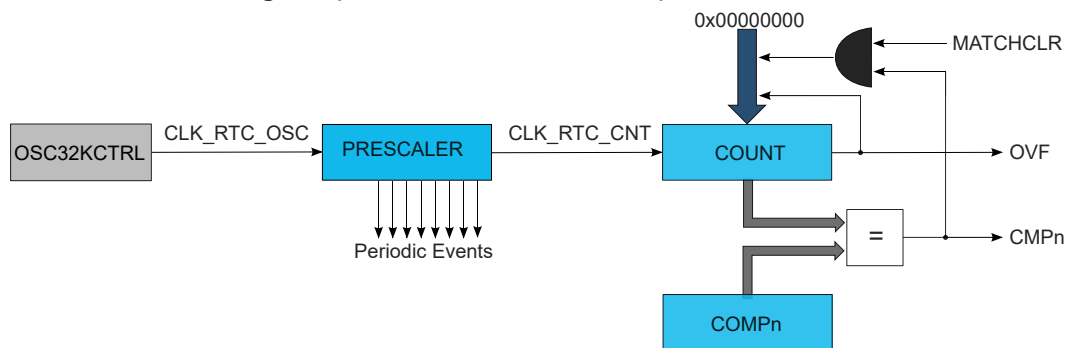 0x00000000
MATCHCLR
OSC32KCTRL
CLK_RTC_OSC
PRESCALER
CLK_RTC_CNT
COUNT
OVF
Periodic Events
=
CMPn
COMPn